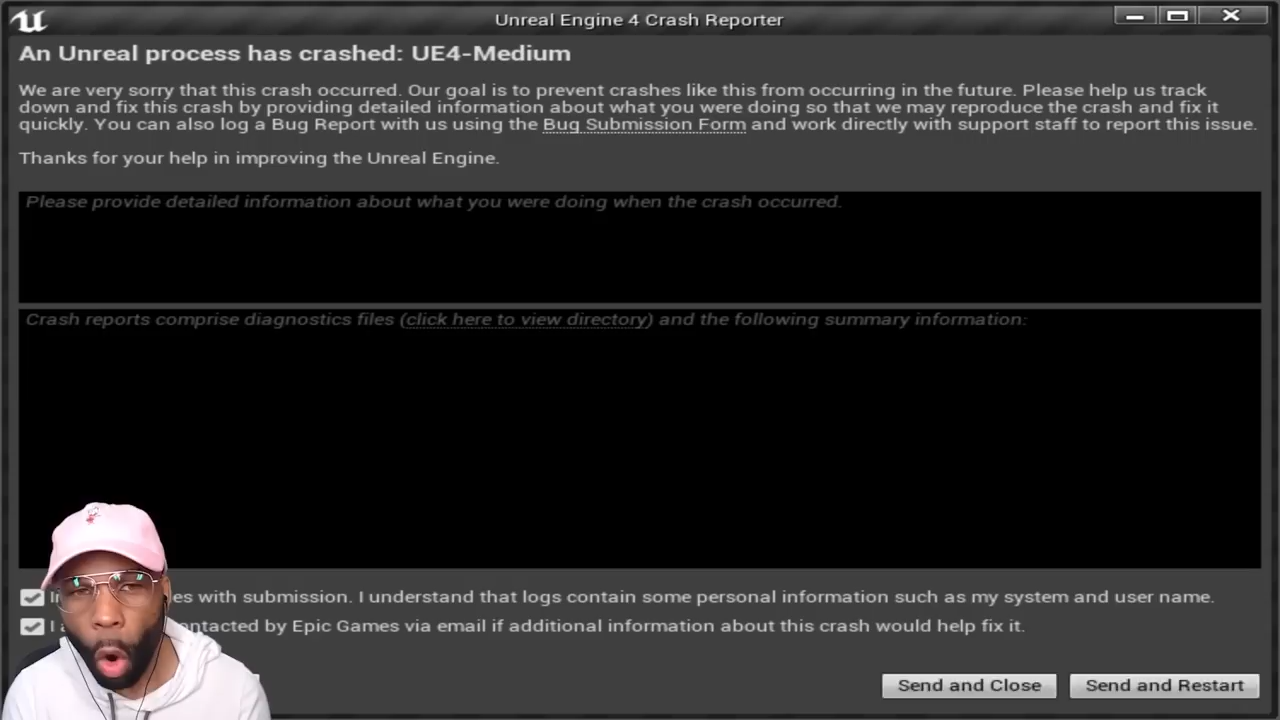 Unreal Engine 4 Crash Reporter
An Unreal process has crashed: UE4-Medium
We are very sorry that this crash occurred. Our goal is to prevent crashes like this from occurring in the future. Please help us track
down and fix this crash by providing detailed information about what you were doing so that we may reproduce the crash and fix it
quickly. You can also log a Bug Report with us using the Bug Submission Form and work directly with support staff to report this issue.
Thanks for your help in improving the Unreal Engine.
Please provide detailed information about what you were doing when the crash occurred.
Crash reports comprise diagnostics files (click here to view directory) and the following summary information:
with submission. I understand that logs contain some personal information such as my system and user name.
I by Epic Games via email if additional information about this crash would help fix it.
Send and Close
Send and Restart